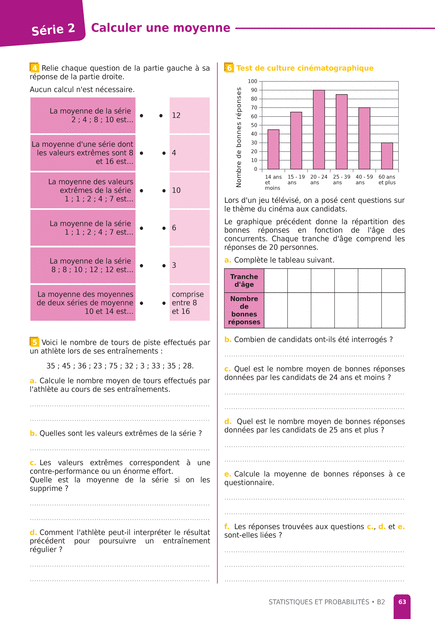 Série 2
Calculer une moyenne
4 Relie chaque question de la partie gauche à sa
réponse de la partie droite.
Aucun calcul n'est nécessaire.
La moyenne de la série
2 ; 4 ; 8 ; 10 est...
12
La moyenne d'une série dont
les valeurs extrêmes sont 8
et 16 est...
4
La moyenne des valeurs
extrêmes de la série
1 ; 1 ; 2 ; 4 ; 7 est...
10
La moyenne de la série
1 ; 1 ; 2 ; 4 ; 7 est...
6
La moyenne de la série
8 ; 8 ; 10 ; 12 ; 12 est...
3
La moyenne des moyennes
de deux séries de moyenne
10 et 14 est...
comprise
entre 8
et 16
5 Voici le nombre de tours de piste effectués par
un athlète lors de ses entraînements :
35 ; 45 ; 36 ; 23 ; 75 ; 32 ; 3 ; 33 ; 35 ; 28.
a. Calcule le nombre moyen de tours effectués par
l'athlète au cours de ses entraînements.
b. Quelles sont les valeurs extrêmes de la série ?
c. Les valeurs extrêmes correspondent à une
contre-performance ou un énorme effort.
Quelle est la moyenne de la série si on les
supprime ?
d. Comment l'athlète peut-il interpréter le résultat
précédent pour poursuivre un entraînement
régulier ?
6 Test de culture cinématographique
Nombre de bonnes réponses
100
90
80
70
60
50
40
30
20
10
0
14 ans
et
moins
15 - 19
ans
20 - 24
ans
25 - 39
ans
40 - 59
ans
60 ans
et plus
Lors d'un jeu télévisé, on a posé cent questions sur
le thème du cinéma aux candidats.
Le graphique précédent donne la répartition des
bonnes réponses en fonction de l'âge des
concurrents. Chaque tranche d'âge comprend les
réponses de 20 personnes.
a. Complète le tableau suivant.
Tranche
d'âge
Nombre
de
bonnes
réponses
b. Combien de candidats ont-ils été interrogés ?
c. Quel est le nombre moyen de bonnes réponses
données par les candidats de 24 ans et moins ?
d. Quel est le nombre moyen de bonnes réponses
données par les candidats de 25 ans et plus ?
e. Calcule la moyenne de bonnes réponses à ce
questionnaire.
f. Les réponses trouvées aux questions c., d. et e.
sont-elles liées ?
STATISTIQUES ET PROBABILITÉS • B2
63